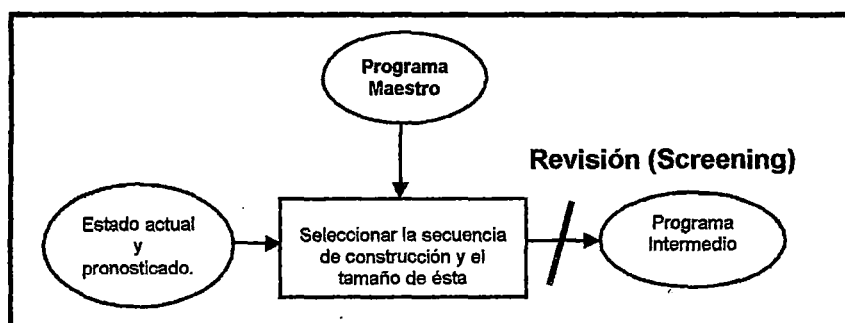 Programa
Maestro
Revisión (Screening)
Estado actual
y
pronosticado.
Seleccionar la secuencia
de construcción y el
tamaño de ésta
Programa
Intermedio